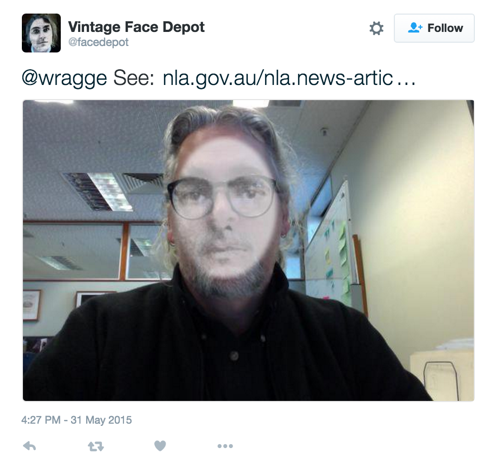 Vintage Face Depot
@facedepot
Follow
@wragge See: nla.gov.au/nla.news-artic…
4:27 PM - 31 May 2015